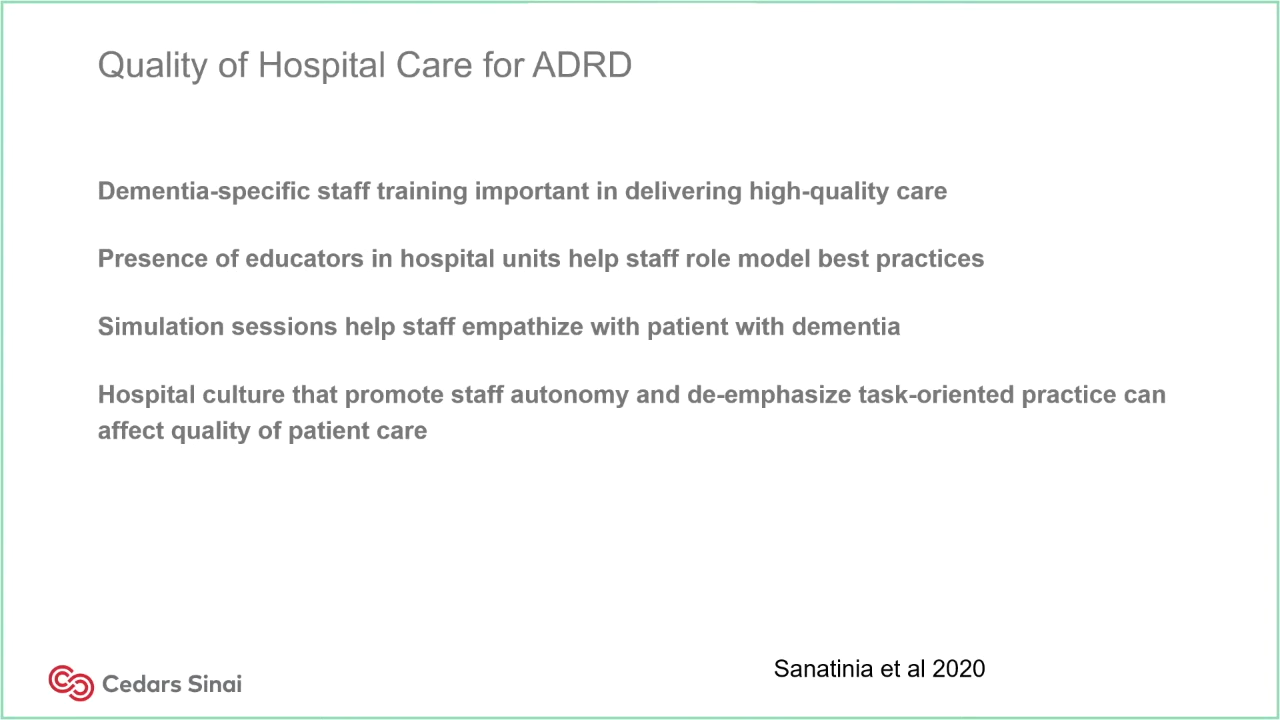 Quality of Hospital Care for ADRD
Dementia-specific staff training important in delivering high-quality care
Presence of educators in hospital units help staff role model best practices
Simulation sessions help staff empathize with patient with dementia
Hospital culture that promote staff autonomy and de-emphasize task-oriented practice can
affect quality of patient care
Sanatinia et al 2020
Cedars Sinai